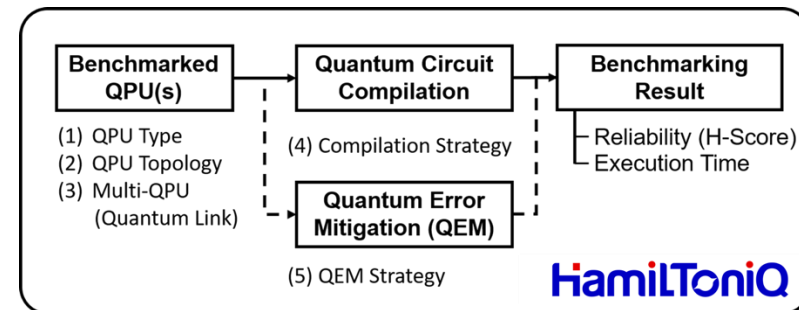 Benchmarked
QPU(s)
(1) QPU Type
(2) QPU Topology
(3) Multi-QPU
(Quantum Link)
Quantum Circuit
Compilation
(4) Compilation Strategy
Quantum Error
Mitigation (QEM)
(5) QEM Strategy
Benchmarking
Result
Reliability (H-Score)
Execution Time
HamilToniQ